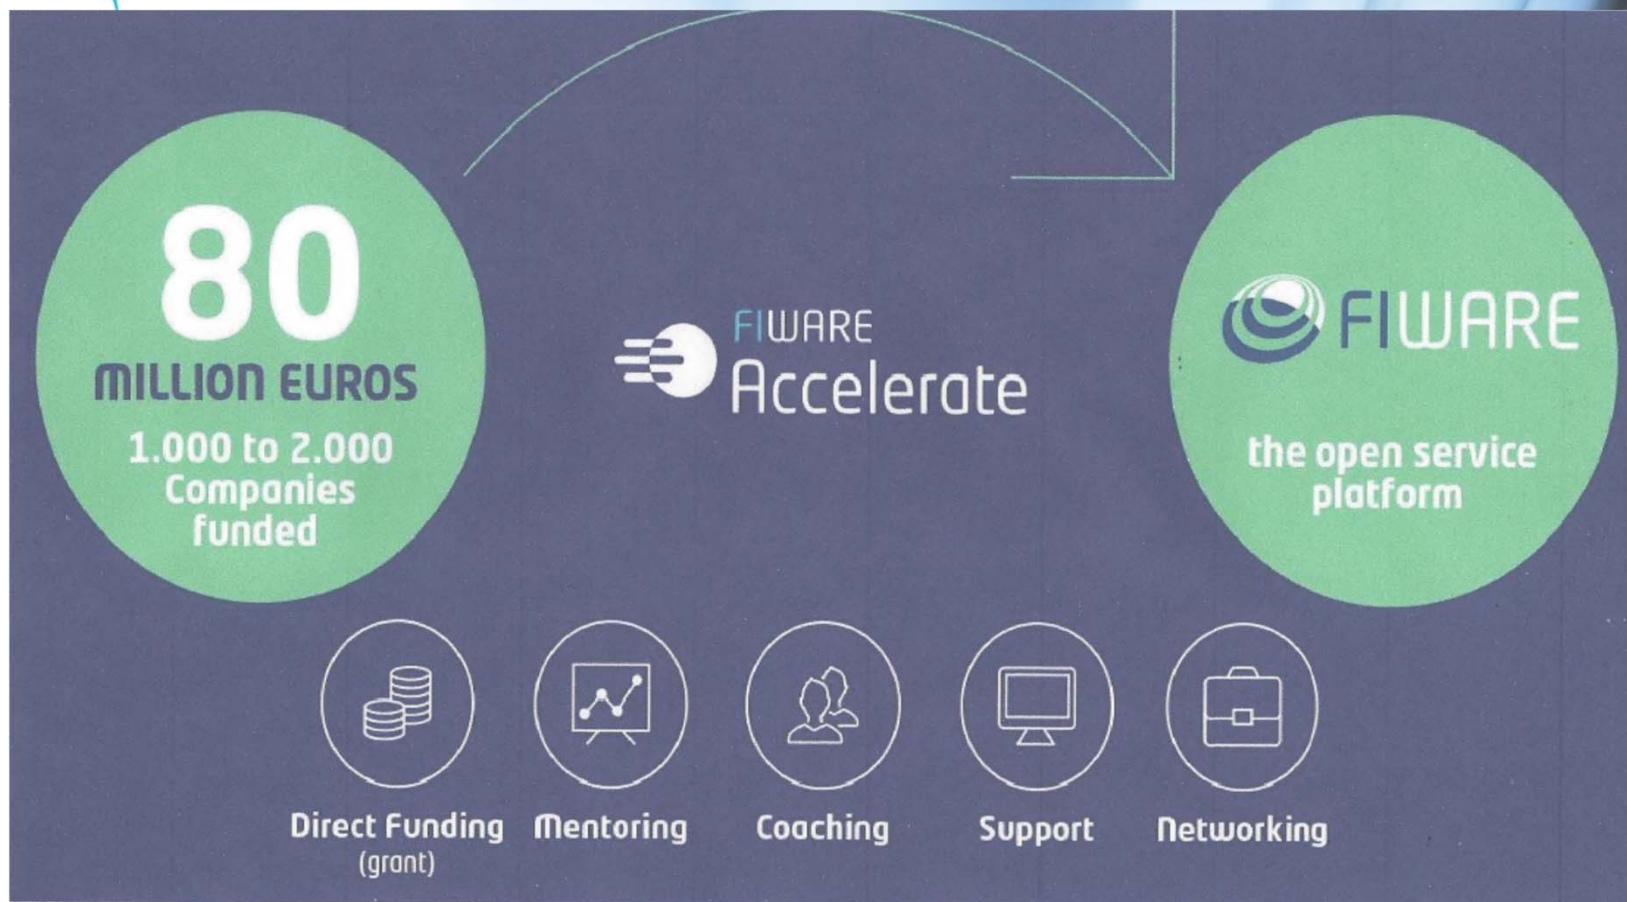 80
MILLION EUROS
1.000 to 2.000
Companies
funded
FIWARE
Accelerate
FIWARE
the open service
platform
Direct Funding
(grant)
Mentoring
Coaching
Support
Networking